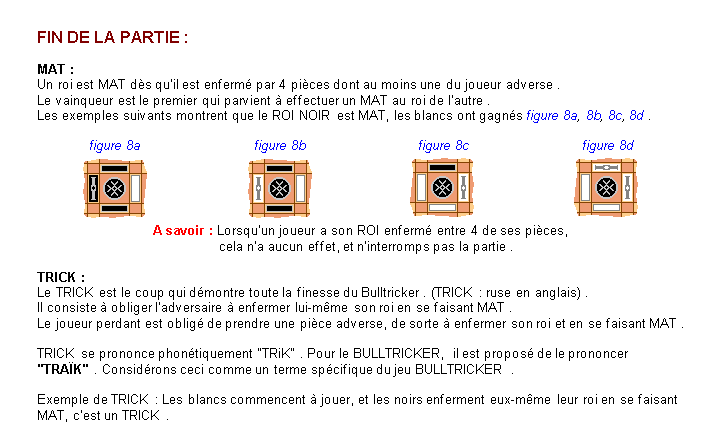 FIN DE LA PARTIE :
MAT :
Un roi est MAT dès qu'il est enfermé par 4 pièces dont au moins une du joueur adverse .
Le vainqueur est le premier qui parvient à effectuer un MAT au roi de l'autre .
Les exemples suivants montrent que le ROI NOIR est MAT, les blancs ont gagnés figure 8a, 8b, 8c, 8d .
figure 8a figure 8b figure 8c figure 8d
A savoir : Lorsqu'un joueur a son ROI enfermé entre 4 de ses pièces,
cela n'a aucun effet, et n'interromps pas la partie .
TRICK :
Le TRICK est le coup qui démontre toute la finesse du Bulltricker . (TRICK : ruse en anglais) .
Il consiste à obliger l'adversaire à enfermer lui-même son roi en se faisant MAT .
Le joueur perdant est obligé de prendre une pièce adverse, de sorte à enfermer son roi et en se faisant MAT .
TRICK se prononce phonétiquement "TRiK" . Pour le BULLTRICKER, il est proposé de le prononcer
"TRAÏK" . Considérons ceci comme un terme spécifique du jeu BULLTRICKER .
Exemple de TRICK : Les blancs commencent à jouer, et les noirs enferment eux-même leur roi en se faisant
MAT, c'est un TRICK .